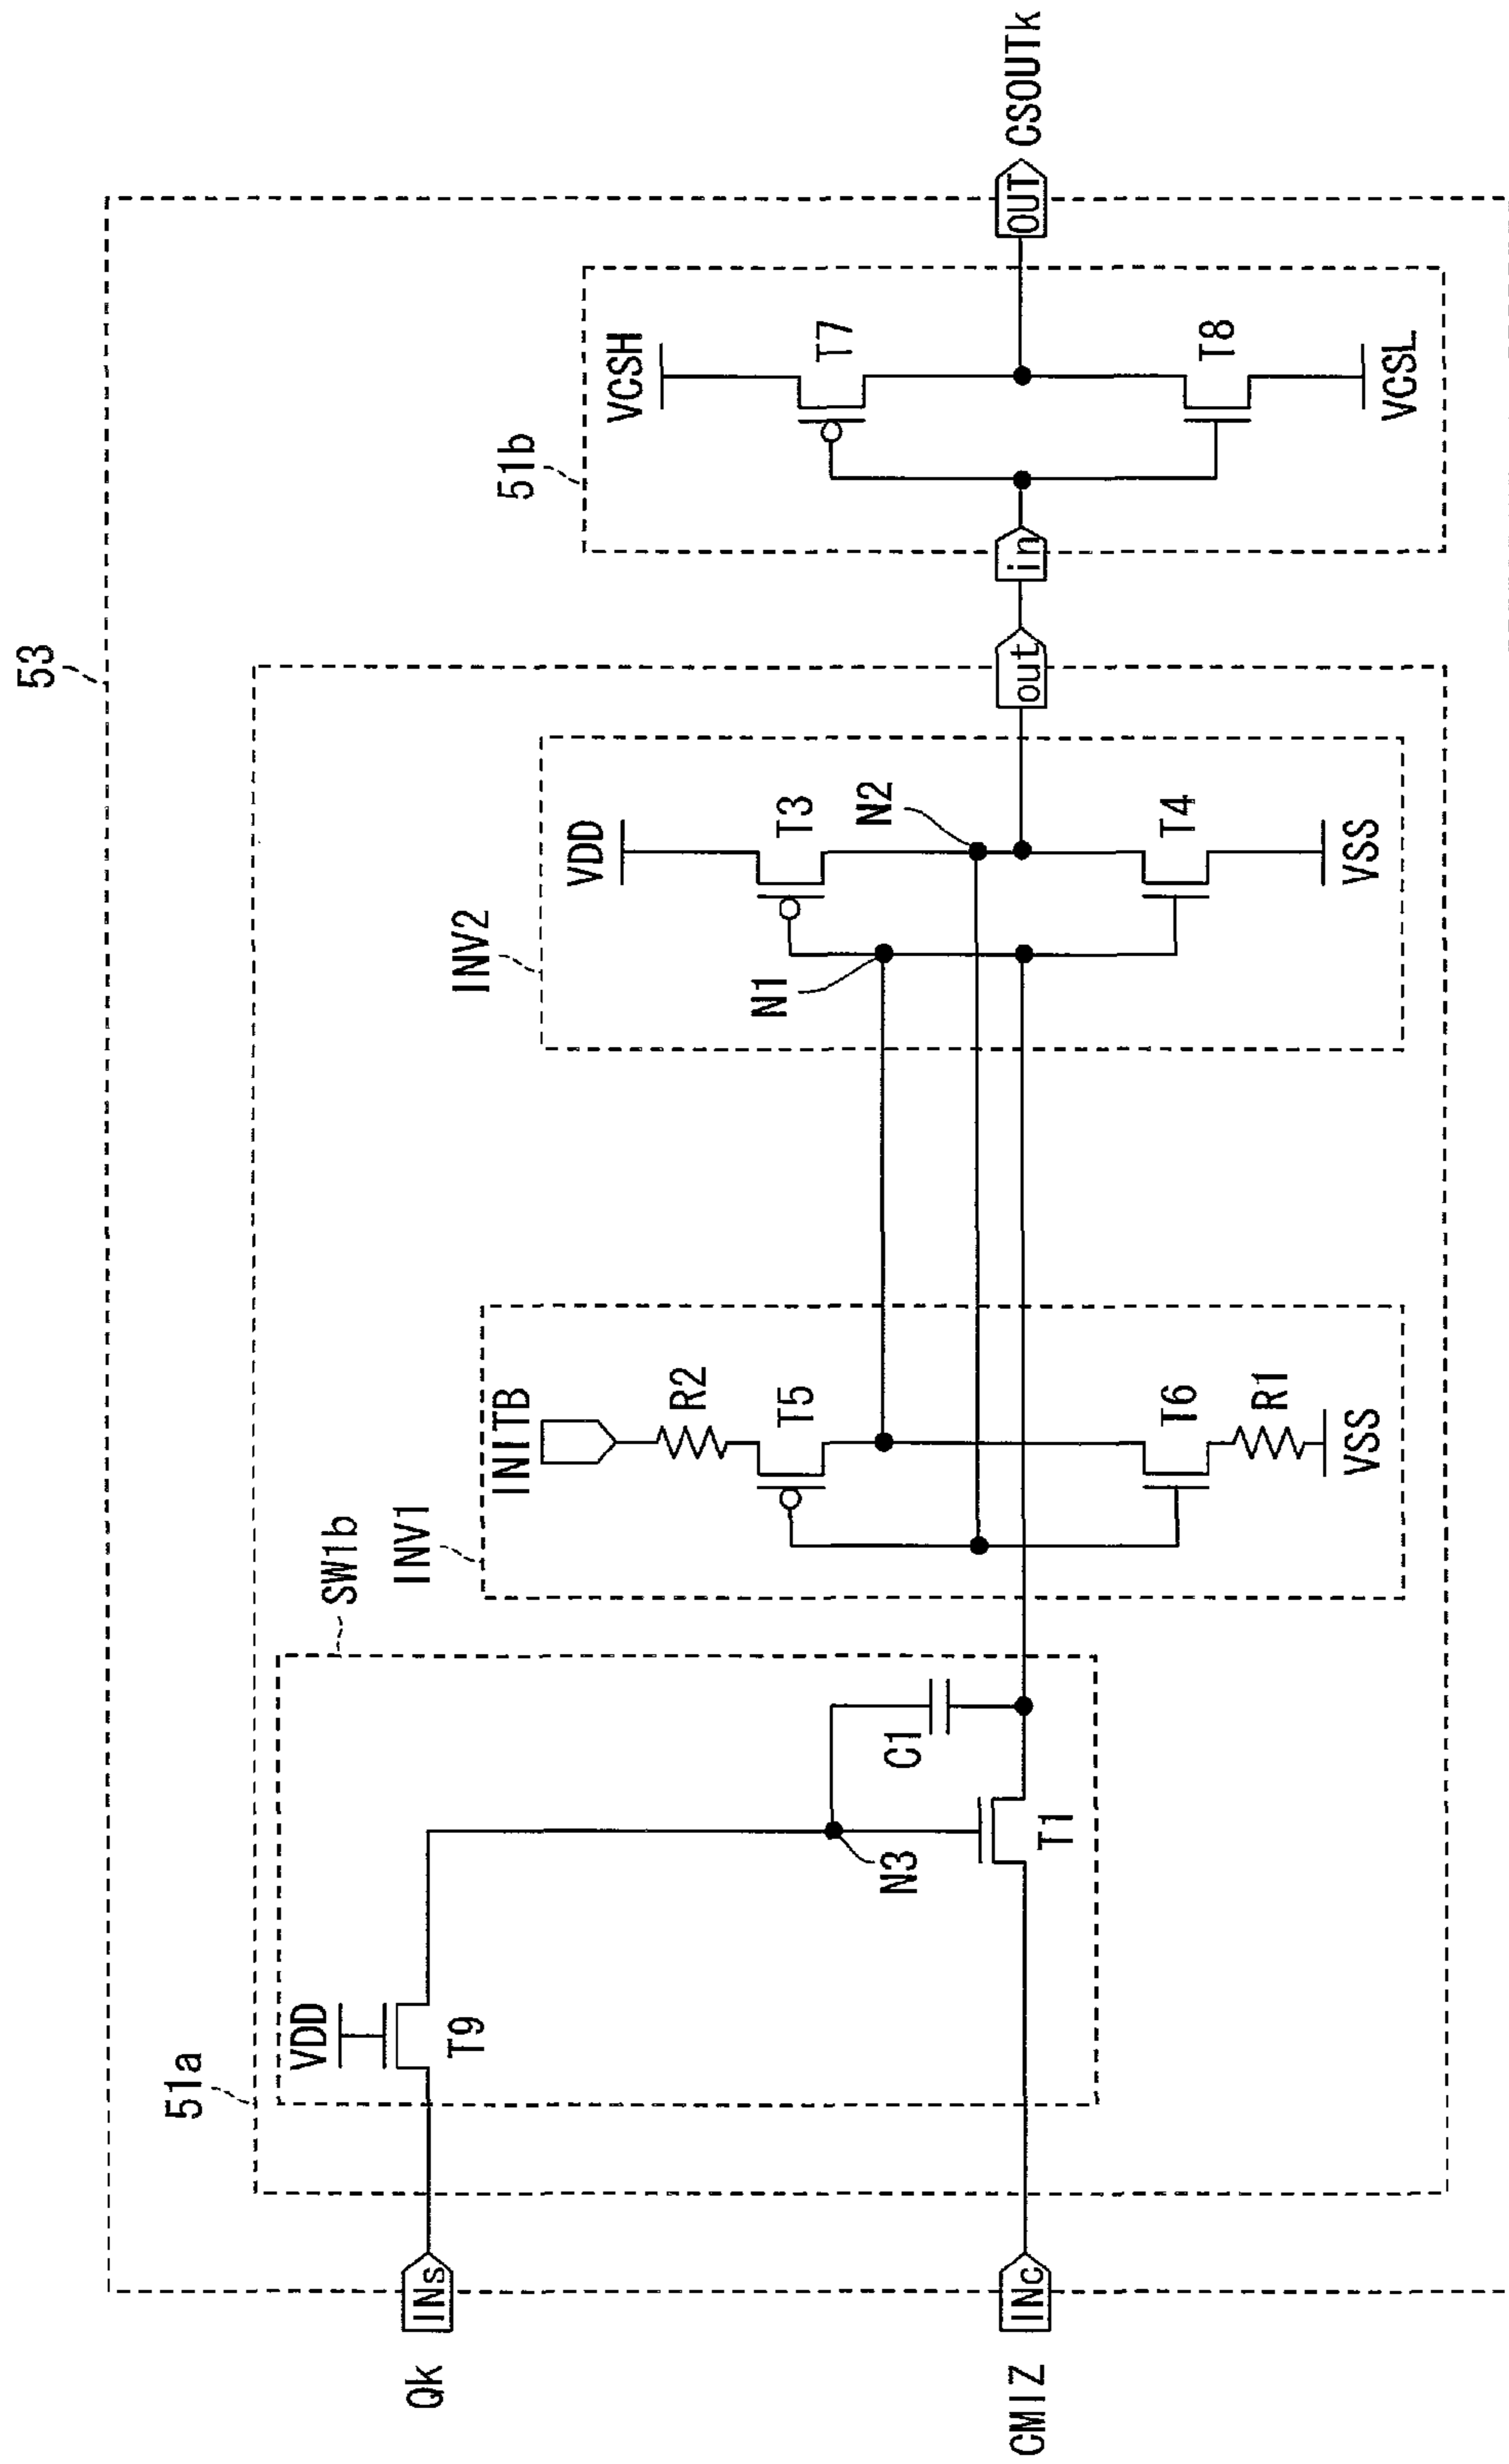 53
51a
SW1b
INV1
INV2
51b
VDD
T9
Qk
INs
CMIZ
INc
N3
C1
T1
INITB
R2
T5
T6
R1
VSS
N1
N2
VDD
T3
T4
VSS
out
in
VCSH
T7
T8
VCSL
OUT
CSOUTk